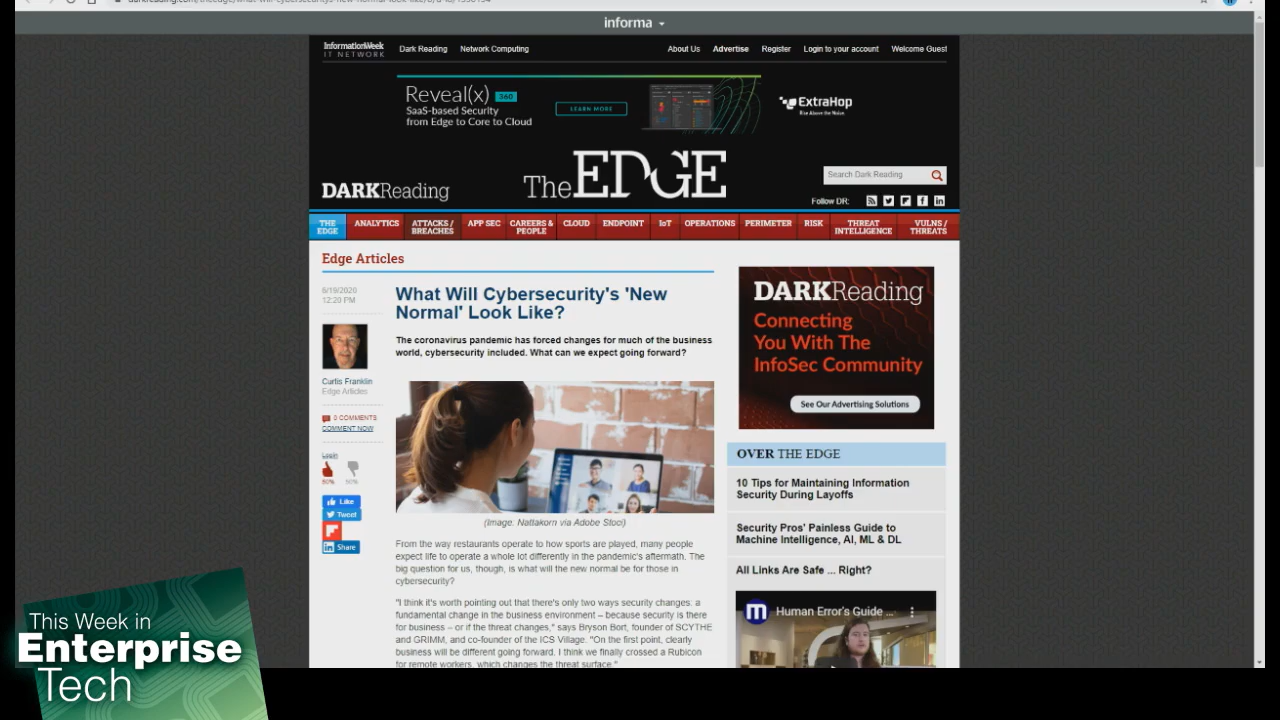 informa
InformationWeek
IT NETWORK
Dark Reading
Network Computing
About Us
Advertise
Register
Login to your account
Welcome Guest
Reveal(x) 360
SaaS-based Security
from Edge to Core to Cloud
LEARN MORE
ExtraHop
Rise Above the Noise.
DARKReading
The EDGE
Search Dark Reading
Follow DR:
THE EDGE
ANALYTICS
ATTACKS / BREACHES
APP SEC
CAREERS & PEOPLE
CLOUD
ENDPOINT
IoT
OPERATIONS
PERIMETER
RISK
THREAT INTELLIGENCE
VULNS / THREATS
Edge Articles
6/19/2020
12:20 PM
Curtis Franklin
Edge Articles
0 COMMENTS
COMMENT NOW
Login
50%
50%
Like
Tweet
Share
What Will Cybersecurity's 'New
Normal' Look Like?
The coronavirus pandemic has forced changes for much of the business
world, cybersecurity included. What can we expect going forward?
(Image: Nattakorn via Adobe Stoci)
From the way restaurants operate to how sports are played, many people
expect life to operate a whole lot differently in the pandemic's aftermath. The
big question for us, though, is what will the new normal be for those in
cybersecurity?
"I think it's worth pointing out that there's only two ways security changes: a
fundamental change in the business environment – because security is there
for business – or if the threat changes," says Bryson Bort, founder of SCYTHE
and GRIMM, and co-founder of the ICS Village. "On the first point, clearly
business will be different going forward. I think we finally crossed a Rubicon
for remote workers, which changes the threat surface."
DARKReading
Connecting
You With The
InfoSec Community
See Our Advertising Solutions
OVER THE EDGE
10 Tips for Maintaining Information
Security During Layoffs
Security Pros' Painless Guide to
Machine Intelligence, AI, ML & DL
All Links Are Safe ... Right?
Human Error's Guide ...
This Week in
Enterprise
Tech